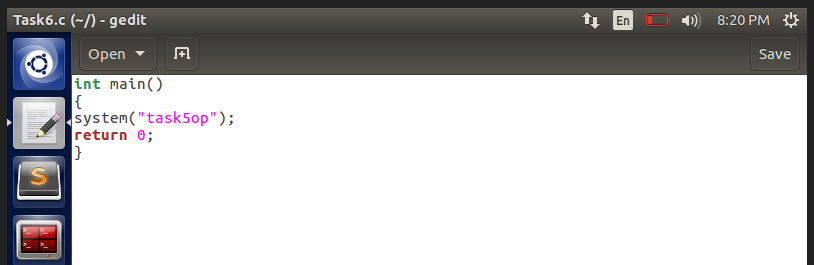 Task6.c (~/) - gedit
En
8:20 PM
Open
Save
int main()
{
system("task5op");
return 0;
}
S
>_ >_
>_ >_